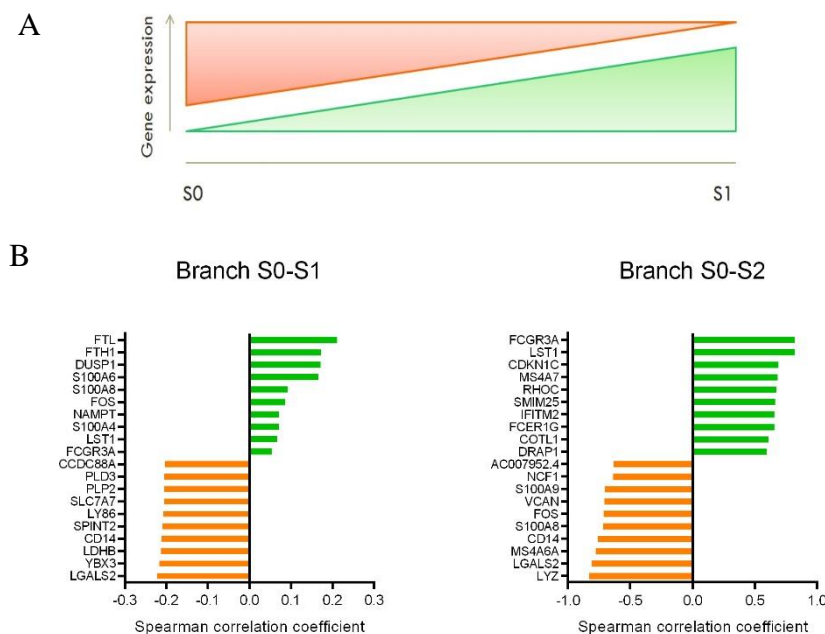 A
Gene expression
S0
S1
B
Branch S0-S1
FTL
FTH1
DUSP1
S100A6
S100A8
FOS
NAMPT
S100A4
LST1
FCGR3A
CCDC88A
PLD3
PLP2
SLC7A7
LY86
SPINT2
CD14
LDHB
YBX3
LGALS2
-0.3 -0.2 -0.1 0.0 0.1 0.2 0.3
Spearman correlation coefficient
Branch S0-S2
FCGR3A
LST1
CDKN1C
MS4A7
RHOC
SMIM25
IFITM2
FCER1G
COTL1
DRAP1
AC007952.4
NCF1
S100A9
VCAN
FOS
S100A8
CD14
MS4A6A
LGALS2
LYZ
-1.0 -0.5 0.0 0.5 1.0
Spearman correlation coefficient